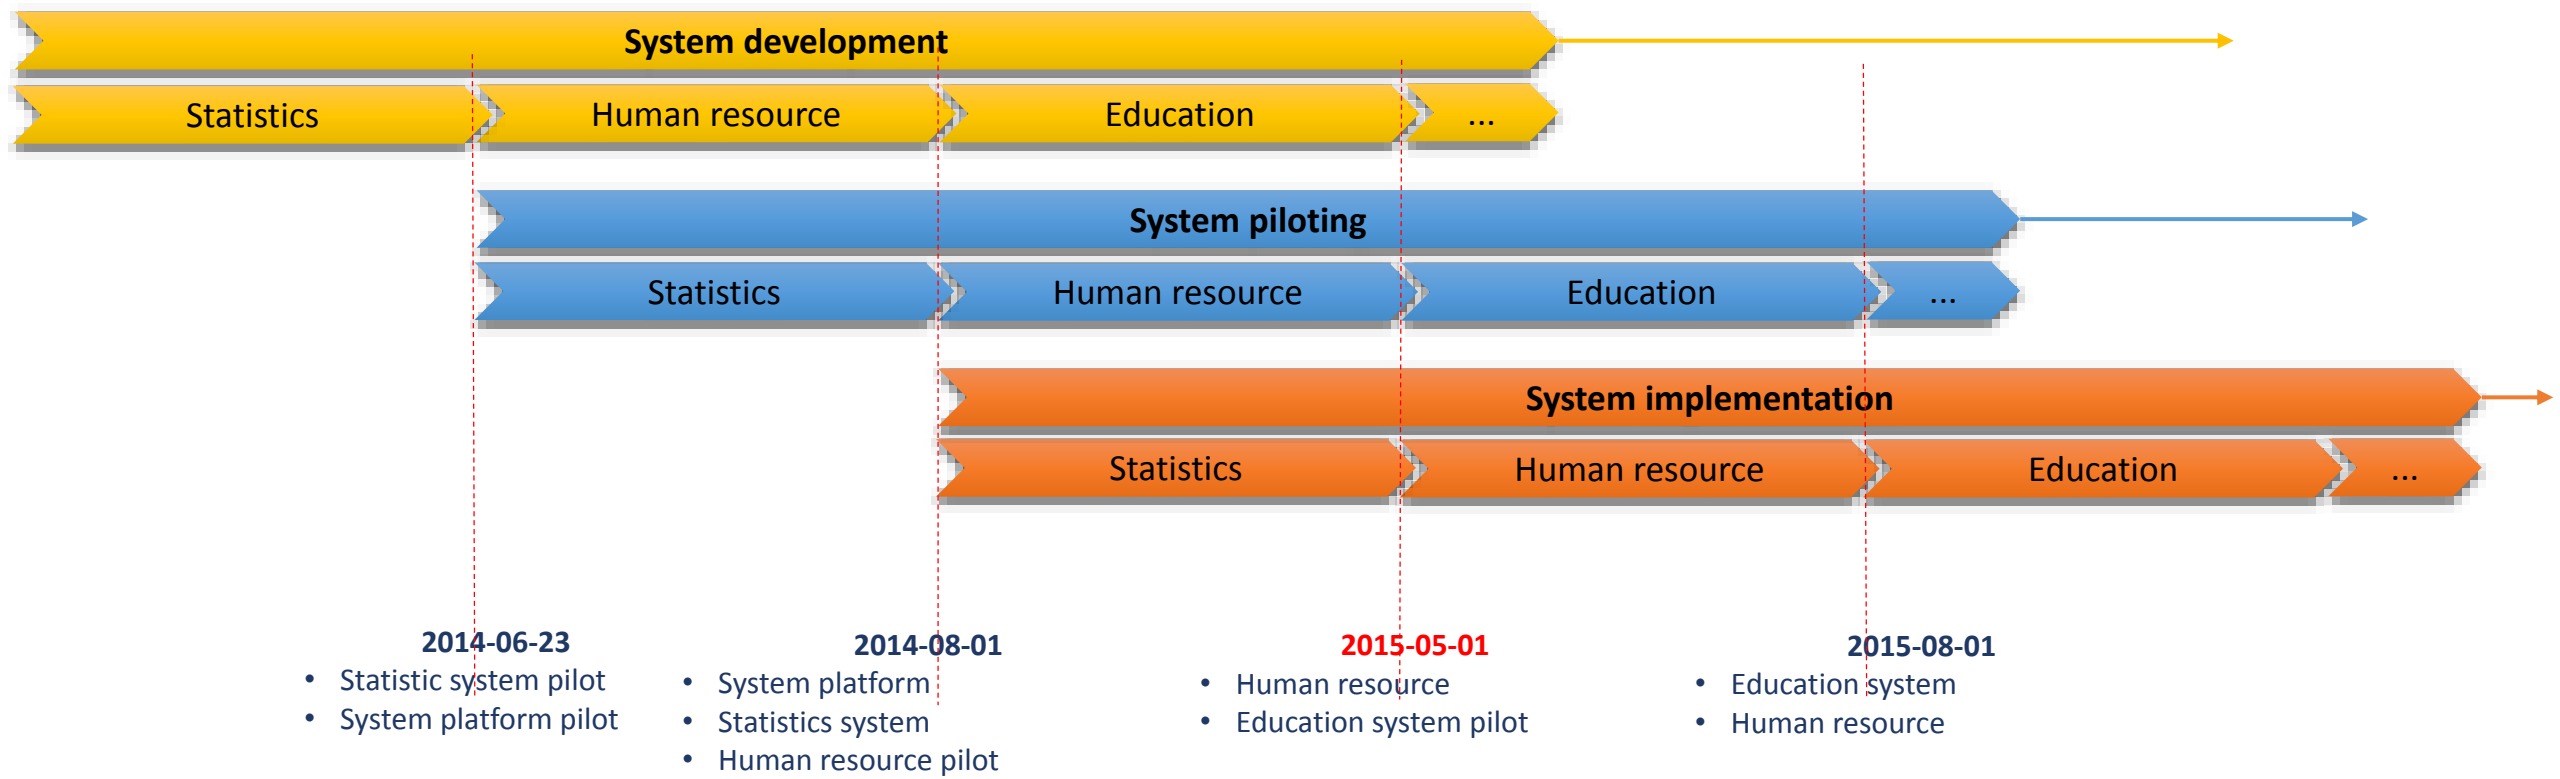 System development
Statistics
Human resource
Education
...
System piloting
Statistics
Human resource
Education
...
System implementation
Statistics
Human resource
Education
...
2014-06-23
• Statistic system pilot
• System platform pilot
2014-08-01
• System platform
• Statistics system
• Human resource pilot
2015-05-01
• Human resource
• Education system pilot
2015-08-01
• Education system
• Human resource